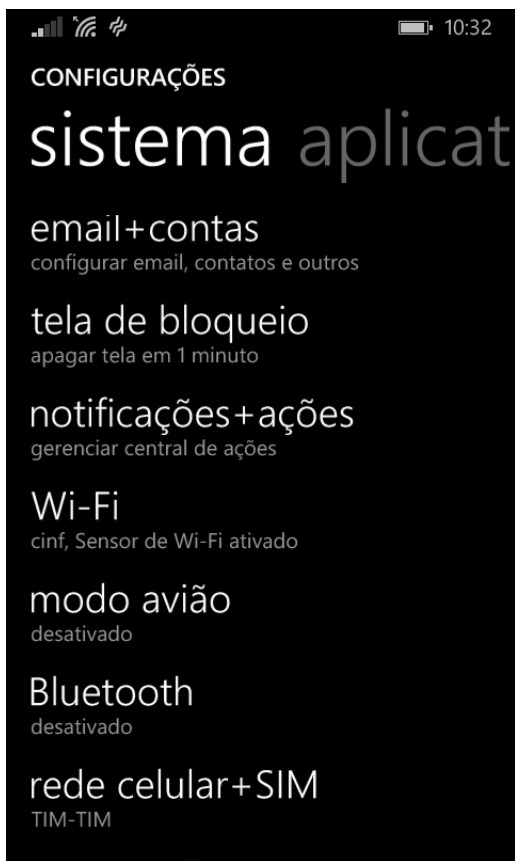 10:32
CONFIGURAÇÕES
sistema aplicat
email+contas
configurar email, contatos e outros
tela de bloqueio
apagar tela em 1 minuto
notificações+ações
gerenciar central de ações
Wi-Fi
cinf, Sensor de Wi-Fi ativado
modo avião
desativado
Bluetooth
desativado
rede celular+SIM
TIM-TIM